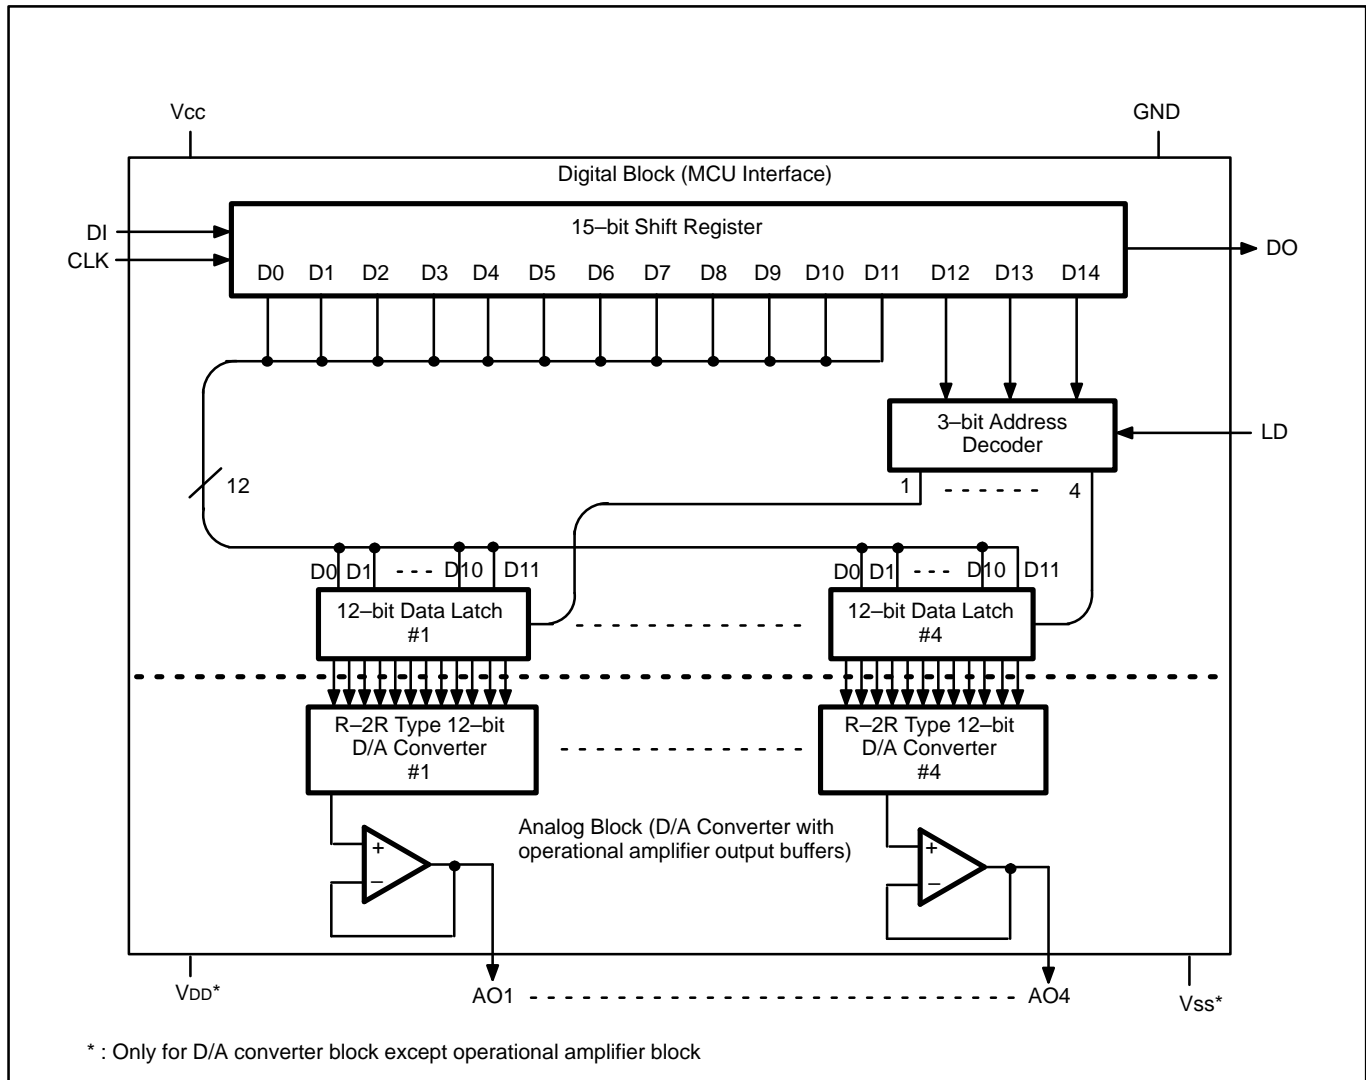 Vcc
GND
Digital Block (MCU Interface)
15–bit Shift Register
DI
CLK
DO
D0 D1 D2 D3 D4 D5 D6 D7 D8 D9 D10 D11 D12 D13 D14
3–bit Address
Decoder
LD
12
1 4
D0 D1 D10 D11
D0 D1 D10 D11
12–bit Data Latch
#1
12–bit Data Latch
#4
R–2R Type 12–bit
D/A Converter
#1
R–2R Type 12–bit
D/A Converter
#4
Analog Block (D/A Converter with
operational amplifier output buffers)
+
–
+
–
VDD*
AO1
AO4
Vss*
* : Only for D/A converter block except operational amplifier block